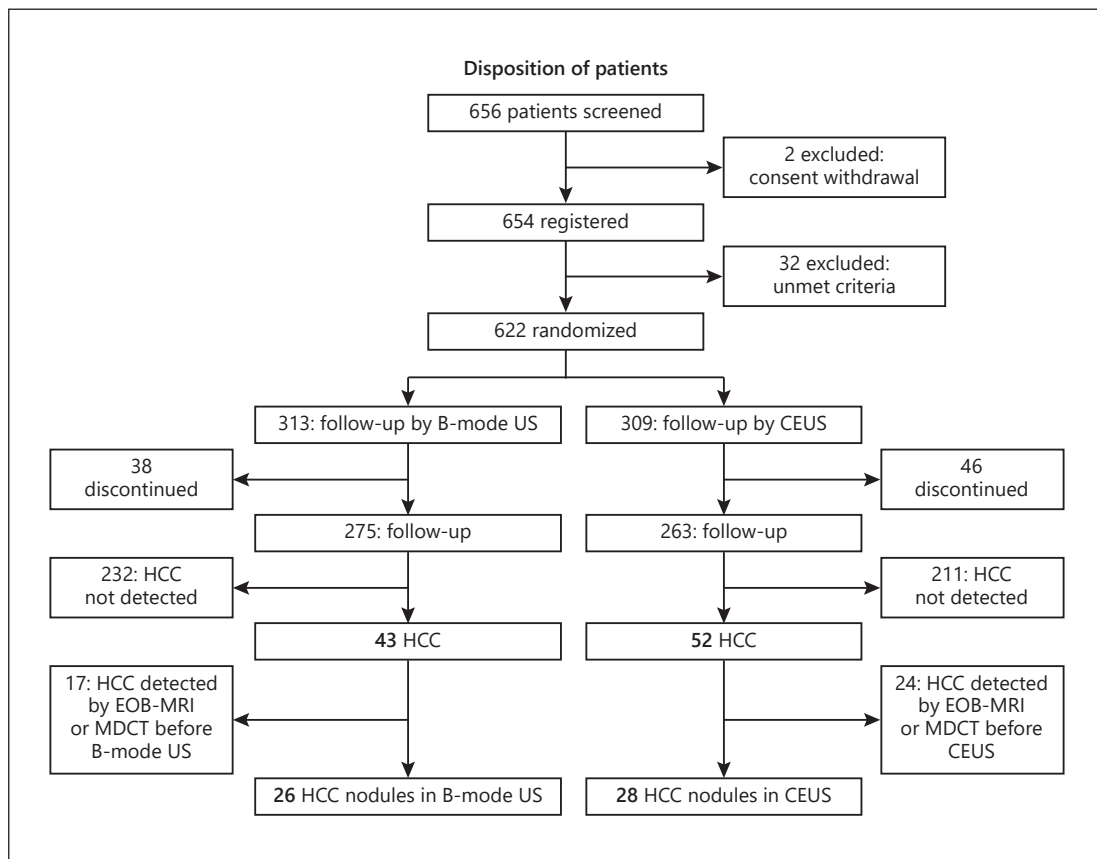 Disposition of patients
656 patients screened
2 excluded:
consent withdrawal
654 registered
32 excluded:
unmet criteria
622 randomized
313: follow-up by B-mode US
309: follow-up by CEUS
38
discontinued
46
discontinued
275: follow-up
263: follow-up
232: HCC
not detected
211: HCC
not detected
43 HCC
52 HCC
17: HCC detected
by EOB-MRI
or MDCT before
B-mode US
24: HCC detected
by EOB-MRI
or MDCT before
CEUS
26 HCC nodules in B-mode US
28 HCC nodules in CEUS